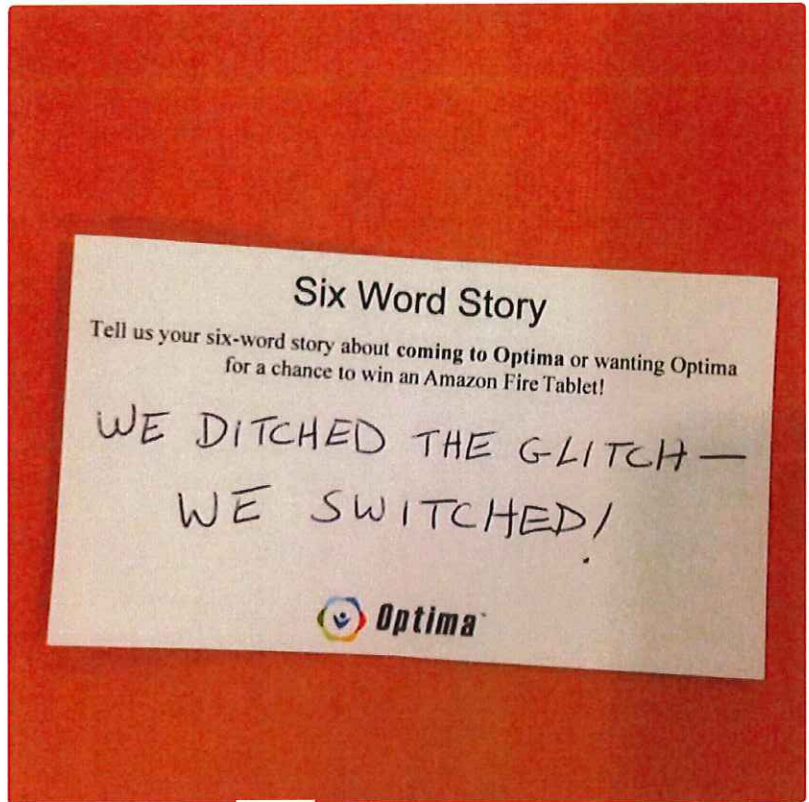 Six Word Story
Tell us your six-word story about coming to Optima or wanting Optima
for a chance to win an Amazon Fire Tablet!
WE DITCHED THE GLITCH—
WE SWITCHED!
Optima™